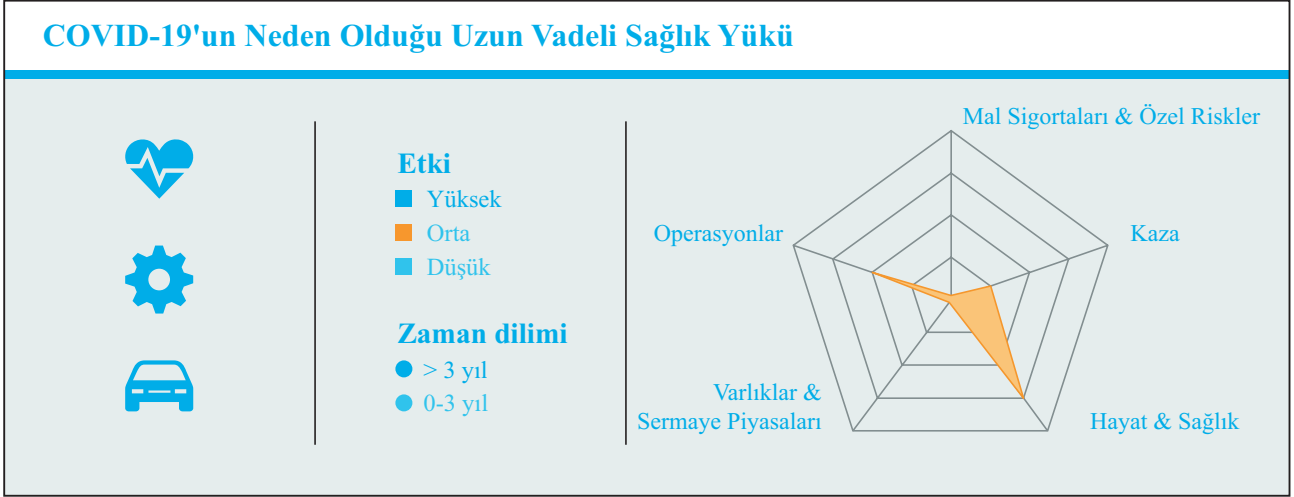 COVID-19'un Neden Olduğu Uzun Vadeli Sağlık Yükü
Etki
Yüksek
Orta
Düşük
Zaman dilimi
> 3 yıl
0-3 yıl
Mal Sigortaları & Özel Riskler
Operasyonlar
Kaza
Varlıklar &
Sermaye Piyasaları
Hayat & Sağlık